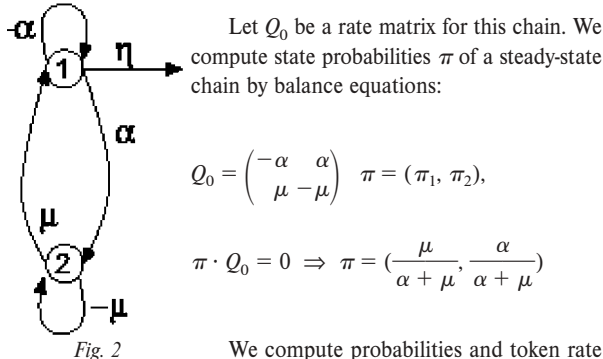 -α
1
η
α
μ
2
-μ
Fig. 2
Let Q₀ be a rate matrix for this chain. We
compute state probabilities π of a steady-state
chain by balance equations:
Q₀ = (−α α
μ −μ) π = (π₁, π₂),
π · Q₀ = 0 ⇒ π = (μ/(α + μ), α/(α + μ))
We compute probabilities and token rate